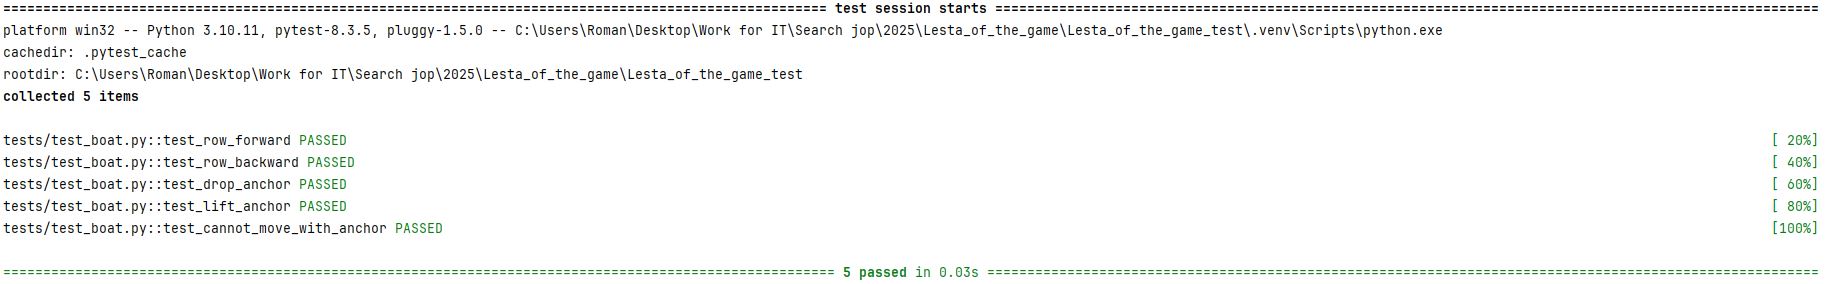 ============================= test session starts =============================
platform win32 -- Python 3.10.11, pytest-8.3.5, pluggy-1.5.0 -- C:\Users\Roman\Desktop\Work for IT\Search jop\2025\Lesta_of_the_game\Lesta_of_the_game_test\.venv\Scripts\python.exe
cachedir: .pytest_cache
rootdir: C:\Users\Roman\Desktop\Work for IT\Search jop\2025\Lesta_of_the_game\Lesta_of_the_game_test
collected 5 items
tests/test_boat.py::test_row_forward PASSED [ 20%]
tests/test_boat.py::test_row_backward PASSED [ 40%]
tests/test_boat.py::test_drop_anchor PASSED [ 60%]
tests/test_boat.py::test_lift_anchor PASSED [ 80%]
tests/test_boat.py::test_cannot_move_with_anchor PASSED [100%]
============================== 5 passed in 0.03s ==============================